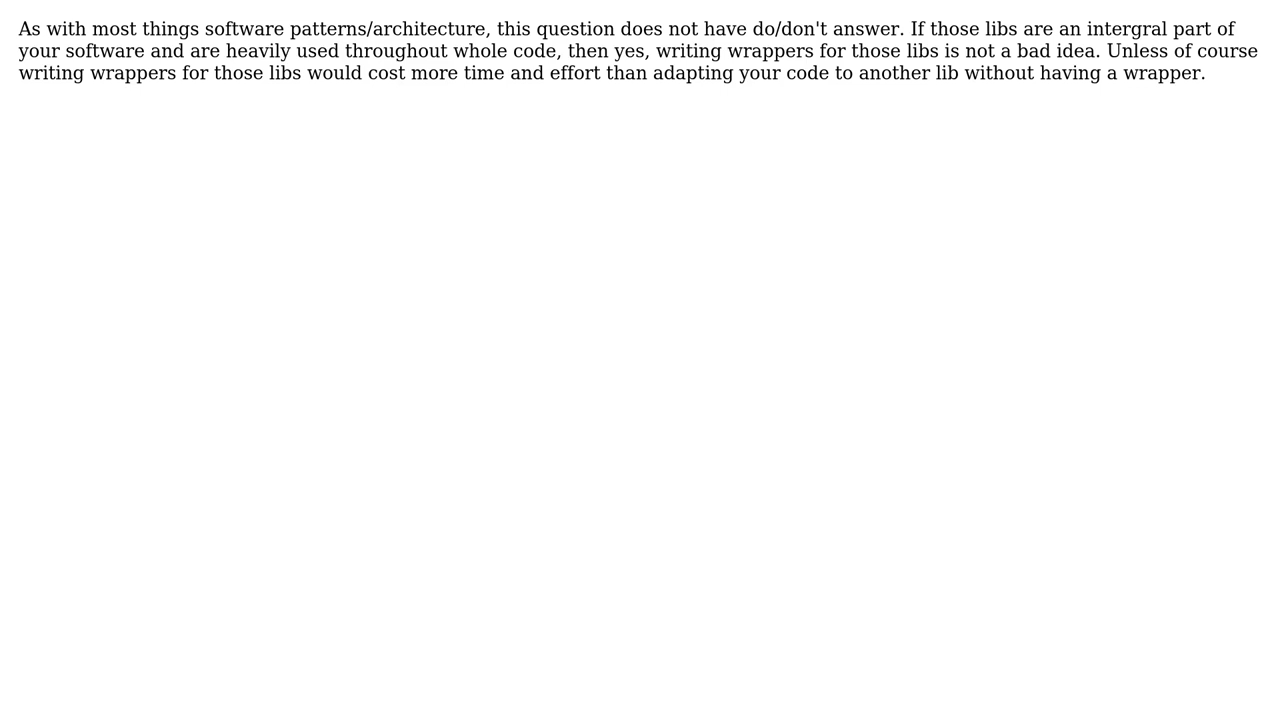 As with most things software patterns/architecture, this question does not have do/don't answer. If those libs are an intergral part of
your software and are heavily used throughout whole code, then yes, writing wrappers for those libs is not a bad idea. Unless of course
writing wrappers for those libs would cost more time and effort than adapting your code to another lib without having a wrapper.